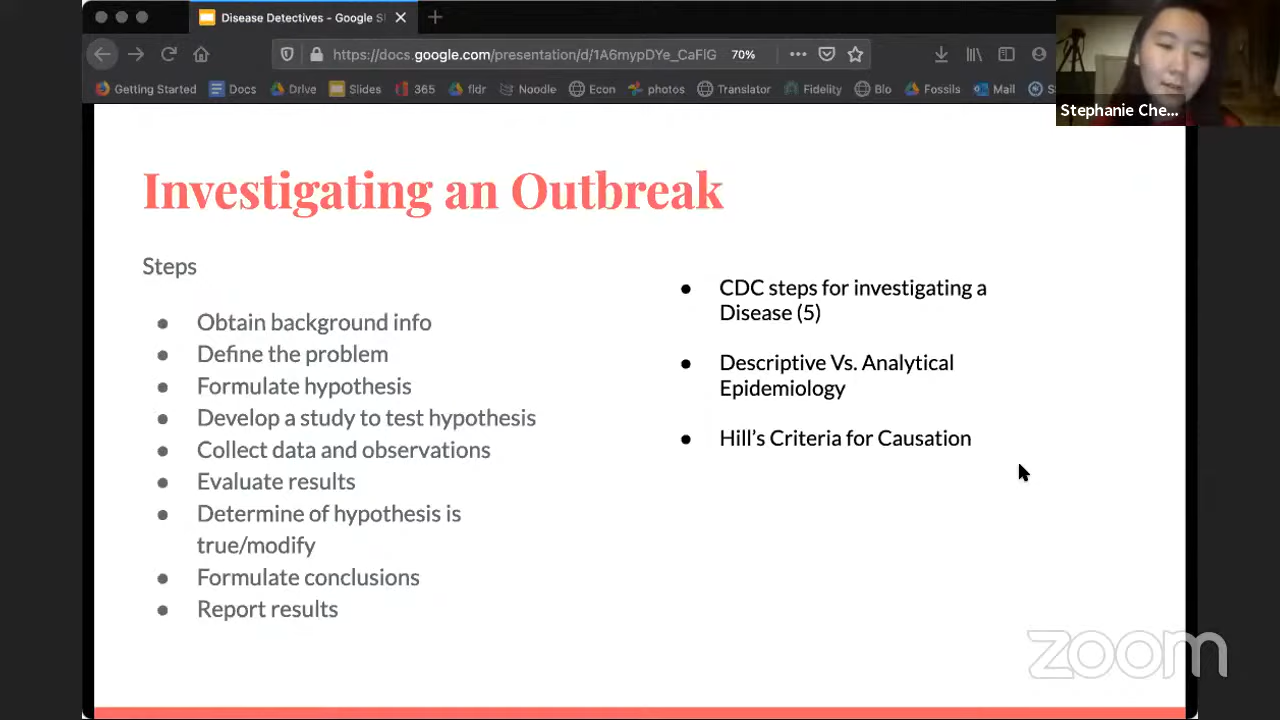 Disease Detectives - Google S
https://docs.google.com/presentation/d/1A6mypDYe_CaFIG
70%
Getting Started
Docs
Drive
Slides
365
fldr
Noodle
Econ
photos
Translator
Fidelity
BIo
Fossils
Mail
Stephanie Che...
Investigating an Outbreak
Steps
● Obtain background info
● Define the problem
● Formulate hypothesis
● Develop a study to test hypothesis
● Collect data and observations
● Evaluate results
● Determine of hypothesis is
true/modify
● Formulate conclusions
● Report results
● CDC steps for investigating a
Disease (5)
● Descriptive Vs. Analytical
Epidemiology
● Hill's Criteria for Causation
zoom